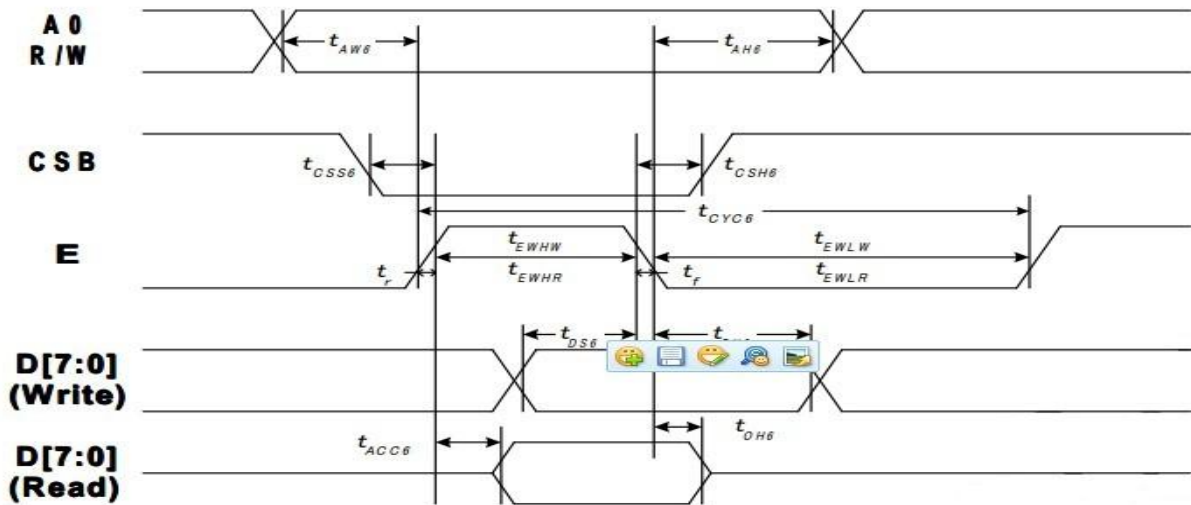 A0
R/W
tAW6
tAH6
CSB
tCSS6
tCSH6
tCYC6
E
tEWHW
tEWLW
tr
tEWHR
tf
tEWLR
tDS6
D[7:0]
(Write)
tACC6
tOH6
D[7:0]
(Read)